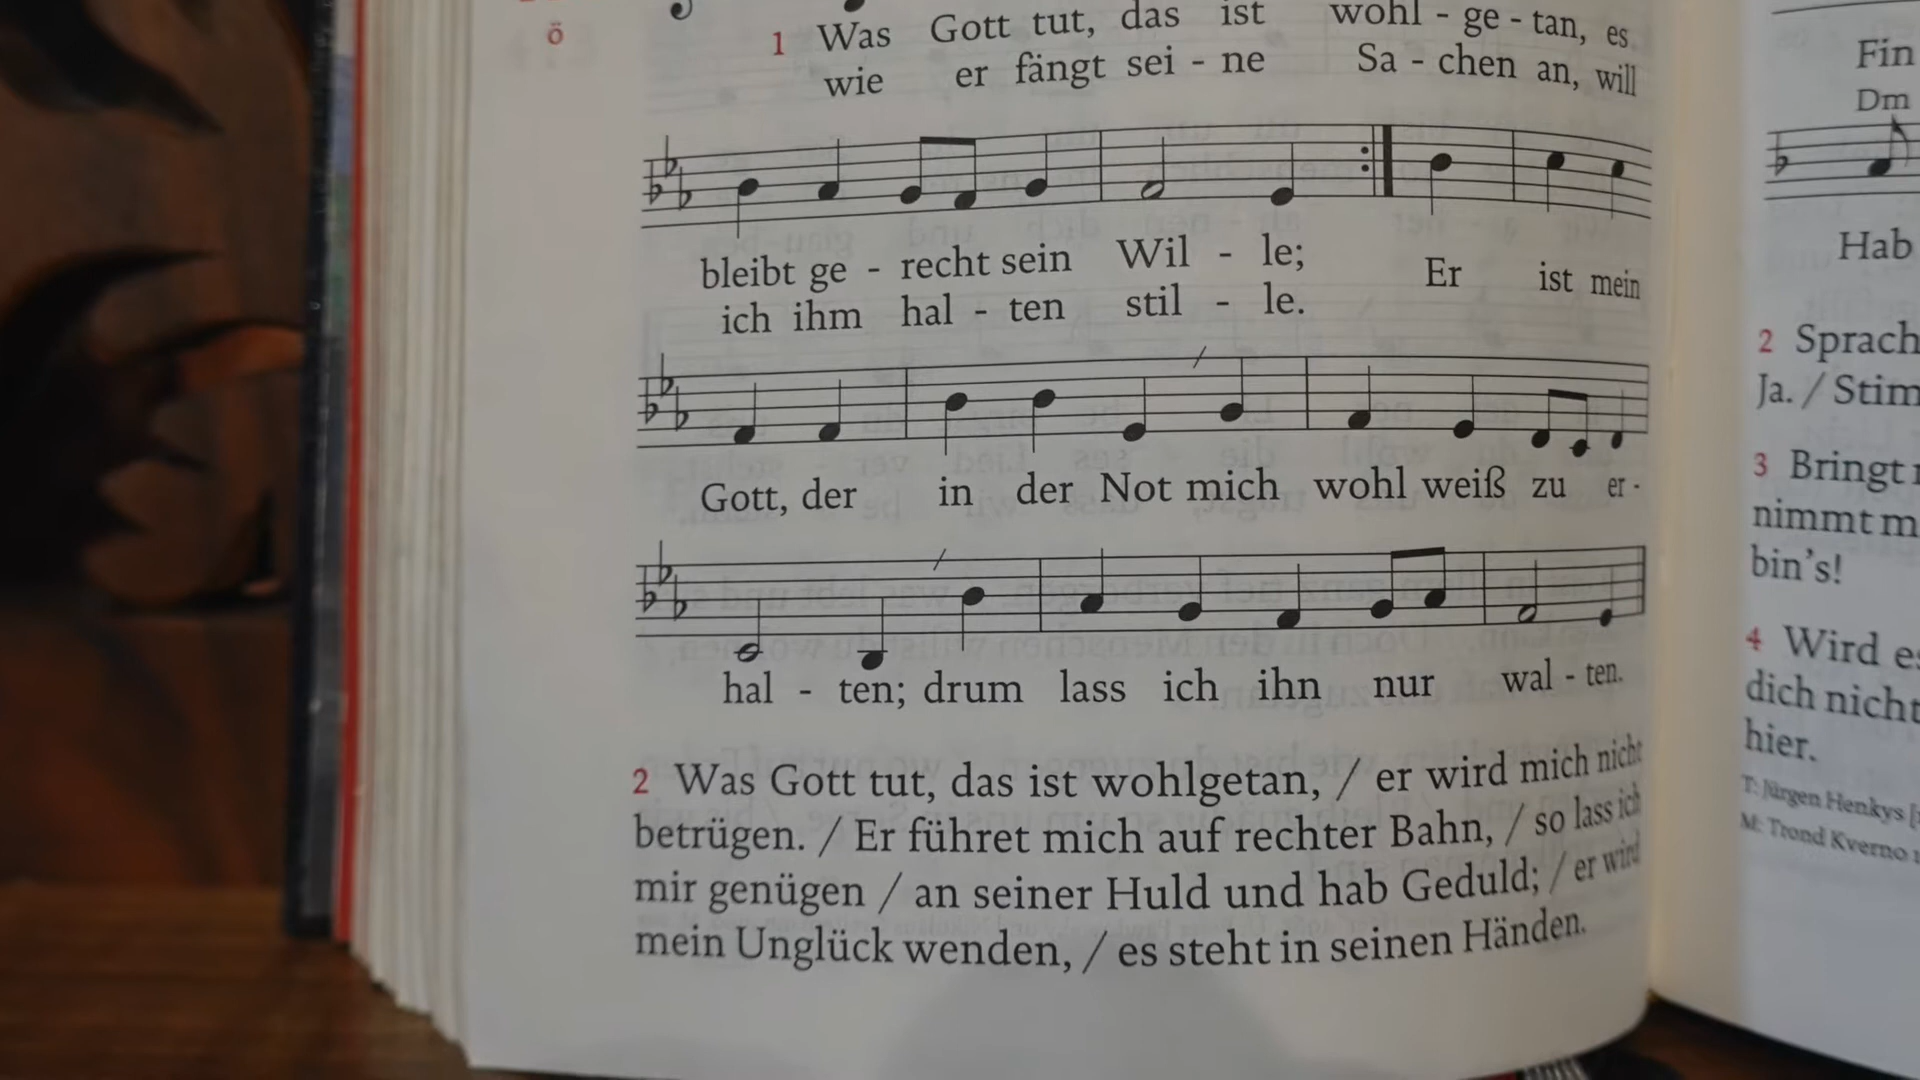 ö
1 Was Gott tut, das ist wohl - ge - tan, es
wie er fängt sei - ne Sa - chen an, will
bleibt ge - recht sein Wil - le; Er ist mein
ich ihm hal - ten stil - le.
Gott, der in der Not mich wohl weiß zu er -
hal - ten; drum lass ich ihn nur wal - ten.
2 Was Gott tut, das ist wohlgetan, / er wird mich nicht
betrügen. / Er führet mich auf rechter Bahn, / so lass ich
mir genügen / an seiner Huld und hab Geduld; / er wird
mein Unglück wenden, / es steht in seinen Händen.
Fin
Dm
Hab
2 Sprach
Ja. / Stim
3 Bringt
nimmt m
bin's!
4 Wird es
dich nicht
hier.
T: Jürgen Henkys
M: Trond Kverno